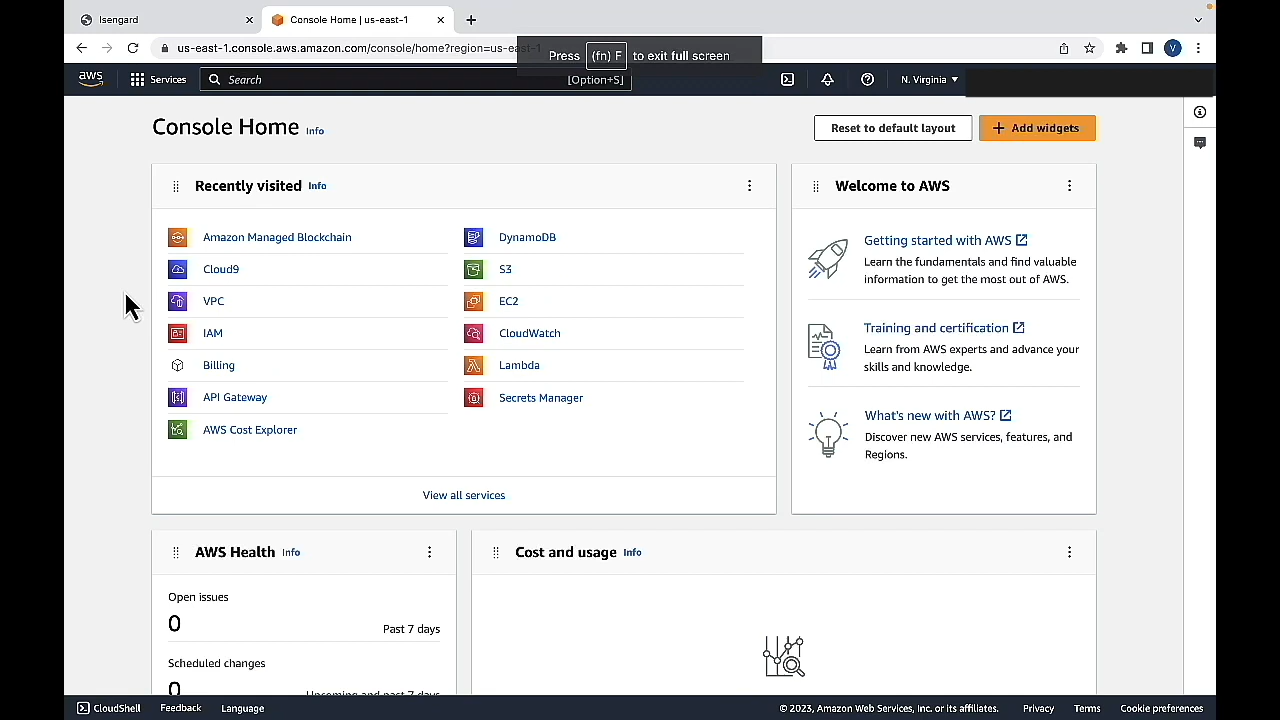 Isengard
Console Home | us-east-1
us-east-1.console.aws.amazon.com/console/home?region=us-east-1
Press (fn) F to exit full screen
aws
Services
Search
[Option+S]
N. Virginia
V
Console Home Info
Reset to default layout
Add widgets
Recently visited Info
Amazon Managed Blockchain
Cloud9
VPC
IAM
Billing
API Gateway
AWS Cost Explorer
DynamoDB
S3
EC2
CloudWatch
Lambda
Secrets Manager
View all services
Welcome to AWS
Getting started with AWS
Learn the fundamentals and find valuable
information to get the most out of AWS.
Training and certification
Learn from AWS experts and advance your
skills and knowledge.
What's new with AWS?
Discover new AWS services, features, and
Regions.
AWS Health Info
Open issues
0
Past 7 days
Scheduled changes
0
Upcoming and past 7 days
Cost and usage Info
CloudShell
Feedback
Language
© 2023, Amazon Web Services, Inc. or its affiliates.
Privacy
Terms
Cookie preferences